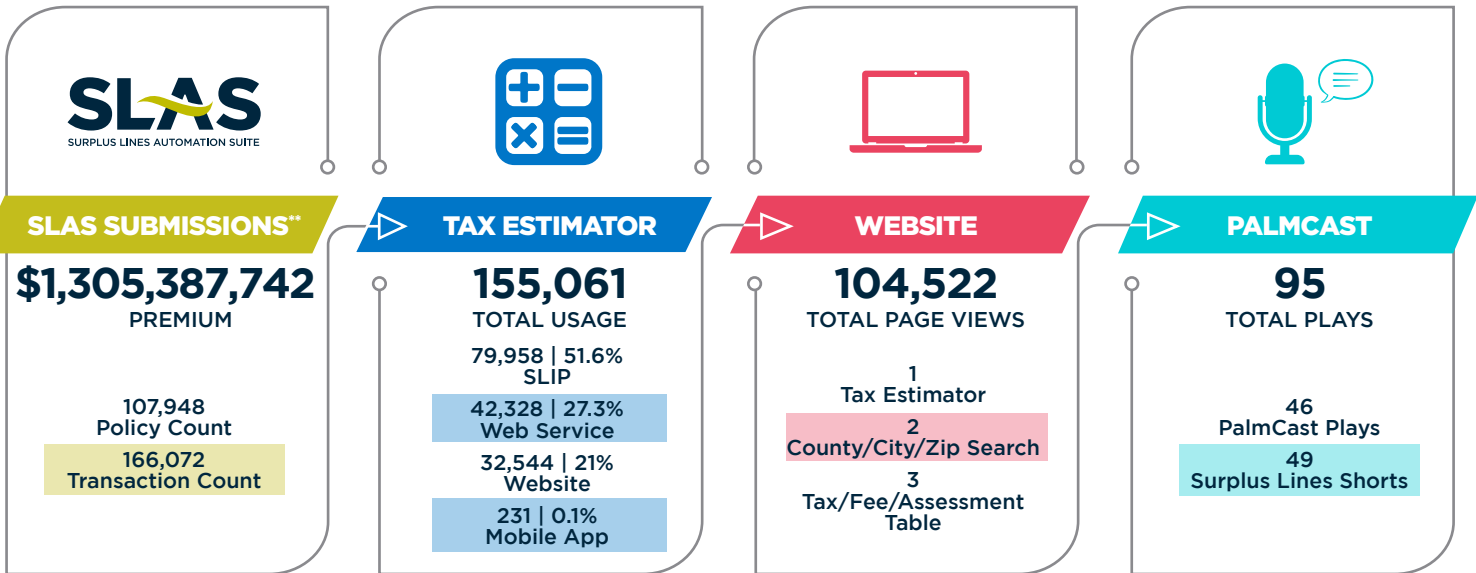 SLAS
SURPLUS LINES AUTOMATION SUITE
SLAS SUBMISSIONS**
$1,305,387,742
PREMIUM
107,948
Policy Count
166,072
Transaction Count
TAX ESTIMATOR
155,061
TOTAL USAGE
79,958 | 51.6%
SLIP
42,328 | 27.3%
Web Service
32,544 | 21%
Website
231 | 0.1%
Mobile App
WEBSITE
104,522
TOTAL PAGE VIEWS
1
Tax Estimator
2
County/City/Zip Search
3
Tax/Fee/Assessment
Table
PALMCAST
95
TOTAL PLAYS
46
PalmCast Plays
49
Surplus Lines Shorts